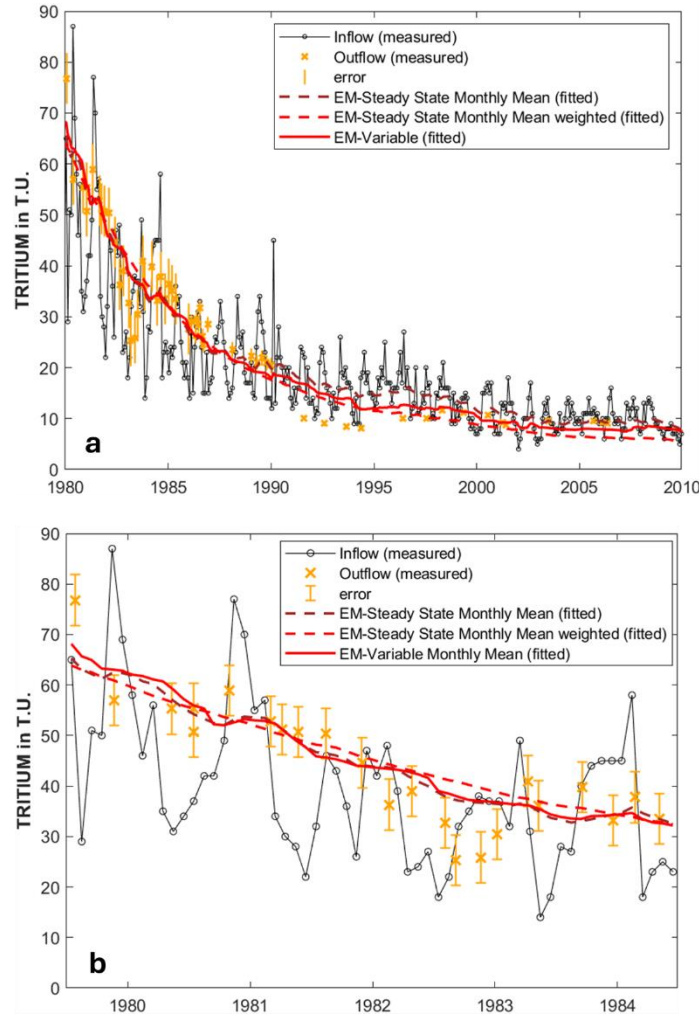 90
80
70
60
50
40
30
20
10
0
TRITIUM in T.U.
Inflow (measured)
Outflow (measured)
error
EM-Steady State Monthly Mean (fitted)
EM-Steady State Monthly Mean weighted (fitted)
EM-Variable (fitted)
a
1980 1985 1990 1995 2000 2005 2010
90
80
70
60
50
40
30
20
10
0
TRITIUM in T.U.
Inflow (measured)
Outflow (measured)
error
EM-Steady State Monthly Mean (fitted)
EM-Steady State Monthly Mean weighted (fitted)
EM-Variable Monthly Mean (fitted)
b
1980 1981 1982 1983 1984